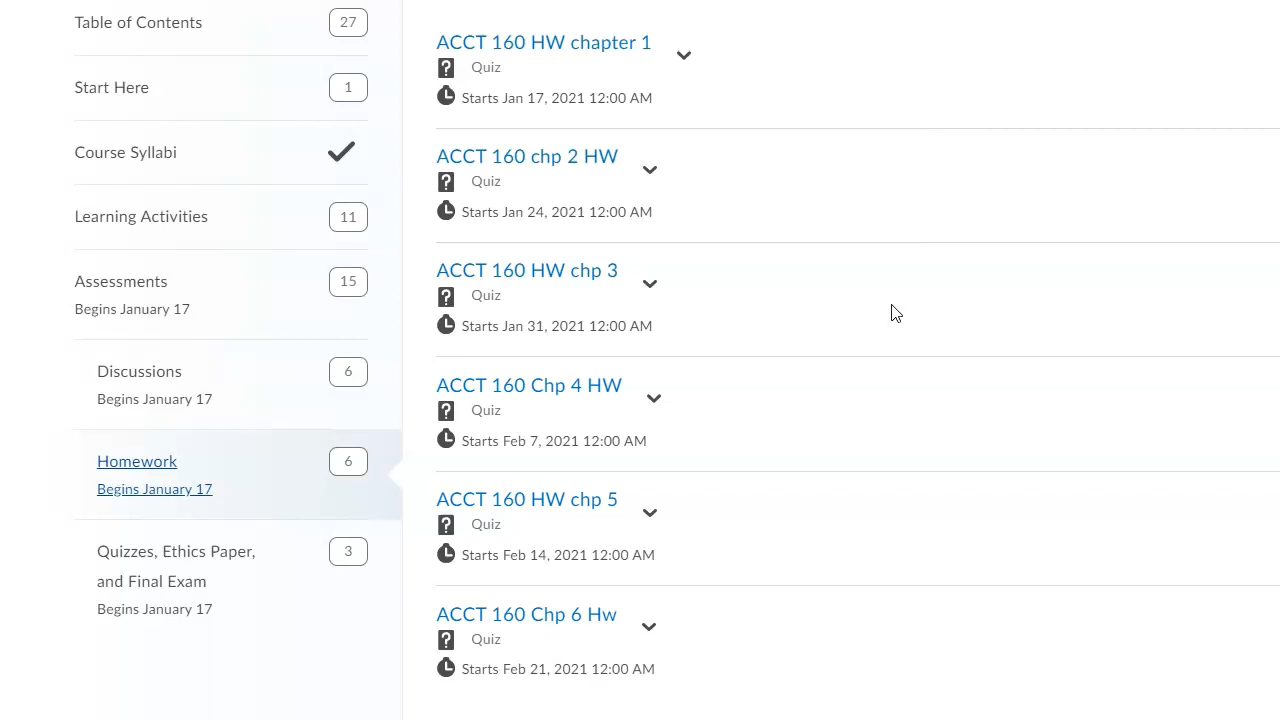 Table of Contents
27
Start Here
1
Course Syllabi
Learning Activities
11
Assessments
15
Begins January 17
Discussions
6
Begins January 17
Homework
6
Begins January 17
Quizzes, Ethics Paper,
and Final Exam
3
Begins January 17
ACCT 160 HW chapter 1
? Quiz
Starts Jan 17, 2021 12:00 AM
ACCT 160 chp 2 HW
? Quiz
Starts Jan 24, 2021 12:00 AM
ACCT 160 HW chp 3
? Quiz
Starts Jan 31, 2021 12:00 AM
ACCT 160 Chp 4 HW
? Quiz
Starts Feb 7, 2021 12:00 AM
ACCT 160 HW chp 5
? Quiz
Starts Feb 14, 2021 12:00 AM
ACCT 160 Chp 6 Hw
? Quiz
Starts Feb 21, 2021 12:00 AM